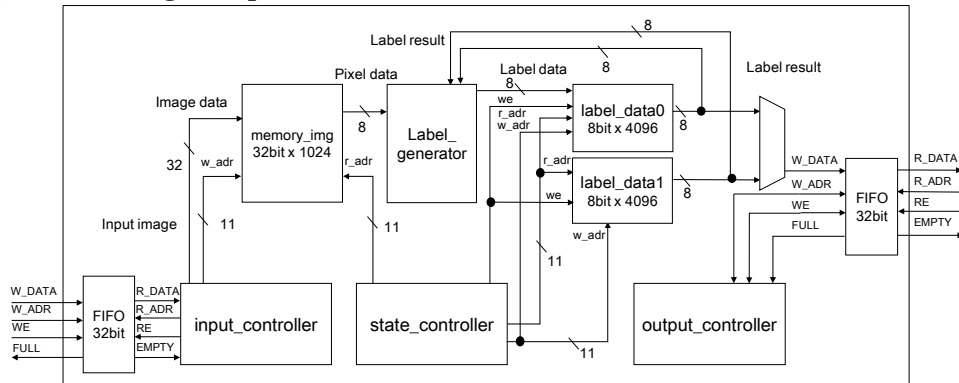 8
Label result
8
Label result
Pixel data
Label data
8
Image data
we
r_adr
w_adr
label_data0
8bit x 4096
8
memory_img
32bit x 1024
8
Label_
generator
32
w_adr
r_adr
r_adr
label_data1
8bit x 4096
8
we
w_adr
W_DATA
W_ADR
WE
FULL
FIFO
32bit
R_DATA
R_ADR
RE
EMPTY
Input image
11
11
11
W_DATA
W_ADR
WE
FULL
FIFO
32bit
R_DATA
R_ADR
RE
EMPTY
input_controller
state_controller
output_controller
11